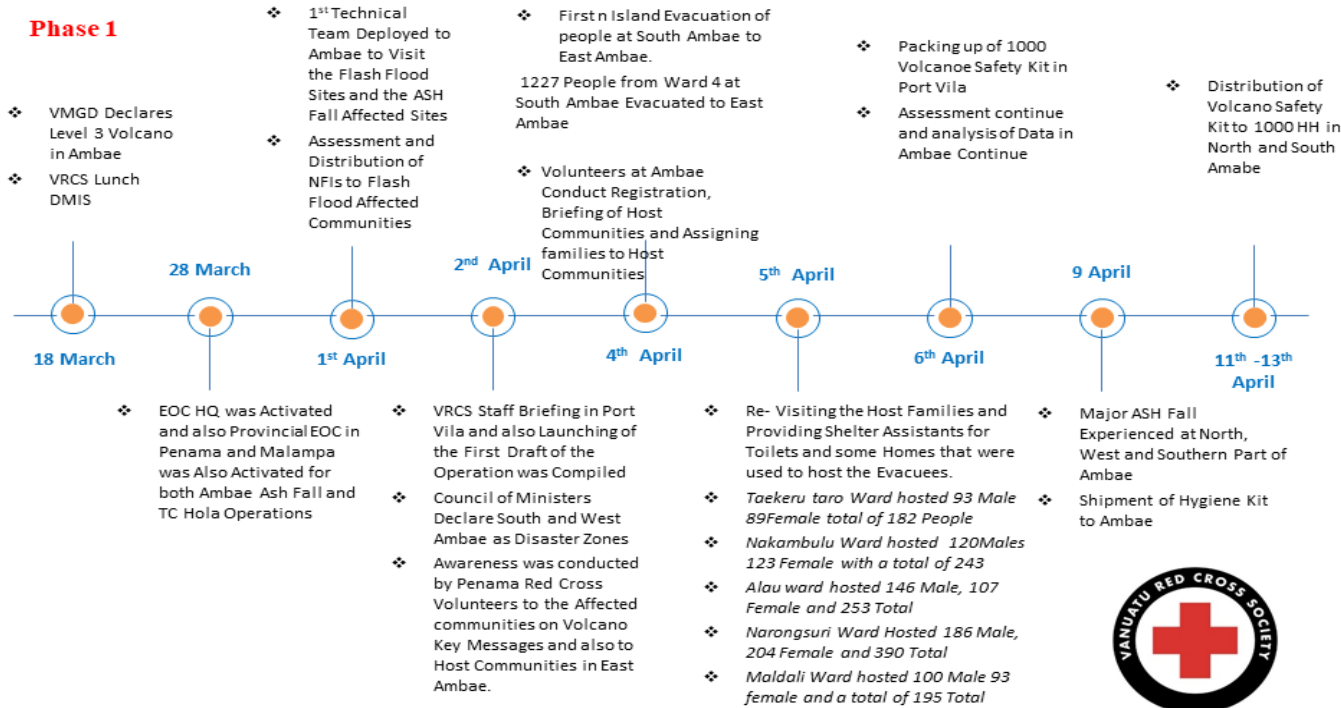 Phase 1
VMGD Declares
Level 3 Volcano
in Ambae
VRCS Lunch
DMIS
18 March
28 March
EOC HQ was Activated
and also Provincial EOC in
Penama and Malampa
was Also Activated for
both Ambae Ash Fall and
TC Hola Operations
1st Technical
Team Deployed to
Ambae to Visit
the Flash Flood
Sites and the ASH
Fall Affected Sites
Assessment and
Distribution of
NFIs to Flash
Flood Affected
Communities
1st April
2nd April
VRCS Staff Briefing in Port
Vila and also Launching of
the First Draft of the
Operation was Compiled
Council of Ministers
Declare South and West
Ambae as Disaster Zones
Awareness was conducted
by Penama Red Cross
Volunteers to the Affected
communities on Volcano
Key Messages and also to
Host Communities in East
Ambae.
First n Island Evacuation of
people at South Ambae to
East Ambae.
1227 People from Ward 4 at
South Ambae Evacuated to East
Ambae
Volunteers at Ambae
Conduct Registration,
Briefing of Host
Communities and Assigning
families to Host
Communities
4th April
5th April
Re- Visiting the Host Families and
Providing Shelter Assistants for
Toilets and some Homes that were
used to host the Evacuees.
Taekeru taro Ward hosted 93 Male
89Female total of 182 People
Nakambulu Ward hosted 120Males
123 Female with a total of 243
Alau ward hosted 146 Male, 107
Female and 253 Total
Narongsuri Ward Hosted 186 Male,
204 Female and 390 Total
Maldali Ward hosted 100 Male 93
female and a total of 195 Total
Packing up of 1000
Volcanoe Safety Kit in
Port Vila
Assessment continue
and analysis of Data in
Ambae Continue
6th April
9 April
Major ASH Fall
Experienced at North,
West and Southern Part of
Ambae
Shipment of Hygiene Kit
to Ambae
Distribution of
Volcano Safety
Kit to 1000 HH in
North and South
Amabe
11th -13th
April
VANUATU RED CROSS SOCIETY